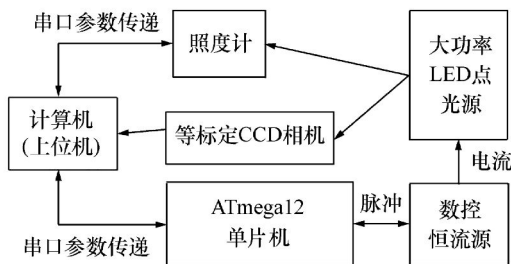 串口参数传递
照度计
大功率
LED点
光源
计算机
(上位机)
等标定CCD相机
电流
ATmega12
单片机
脉冲
数控
恒流源
串口参数传递